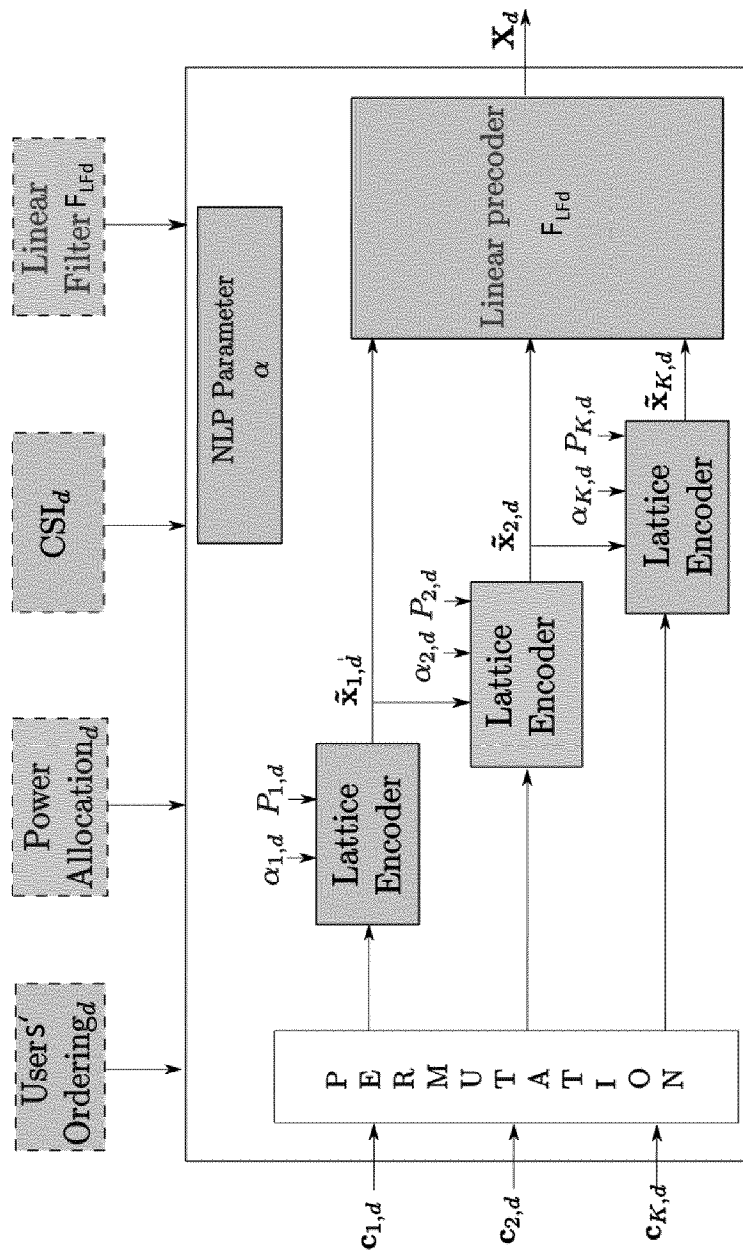 Users'
Ordering_d
Power
Allocation_d
CSI_d
Linear
Filter F_LFd
NLP Parameter
α
c_1,d
c_2,d
c_K,d
P
E
R
M
U
T
A
T
I
O
N
α_1,d P_1,d
Lattice
Encoder
x̃_1,d
α_2,d P_2,d
Lattice
Encoder
x̃_2,d
α_K,d P_K,d
Lattice
Encoder
x̃_K,d
Linear precoder
F_LFd
X_d